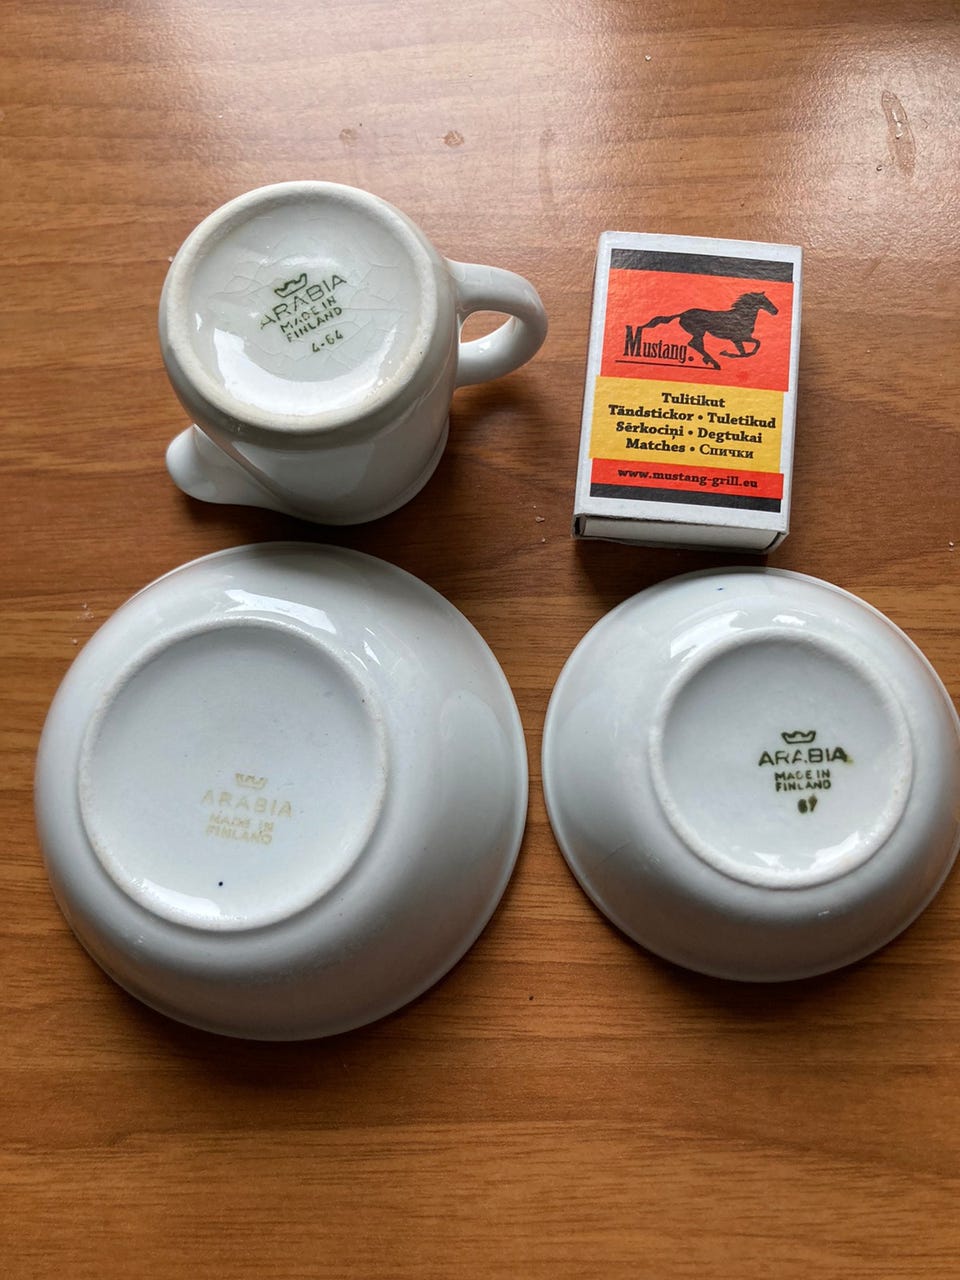 ARABIA
MADE IN
FINLAND
4-64
Mustang.
Tulitikut
Tändstickor • Tuletikud
Sērkociņi • Degtukai
Matches • Спички
www.mustang-grill.eu
ARABIA
MADE IN
FINLAND
ARABIA
MADE IN
FINLAND